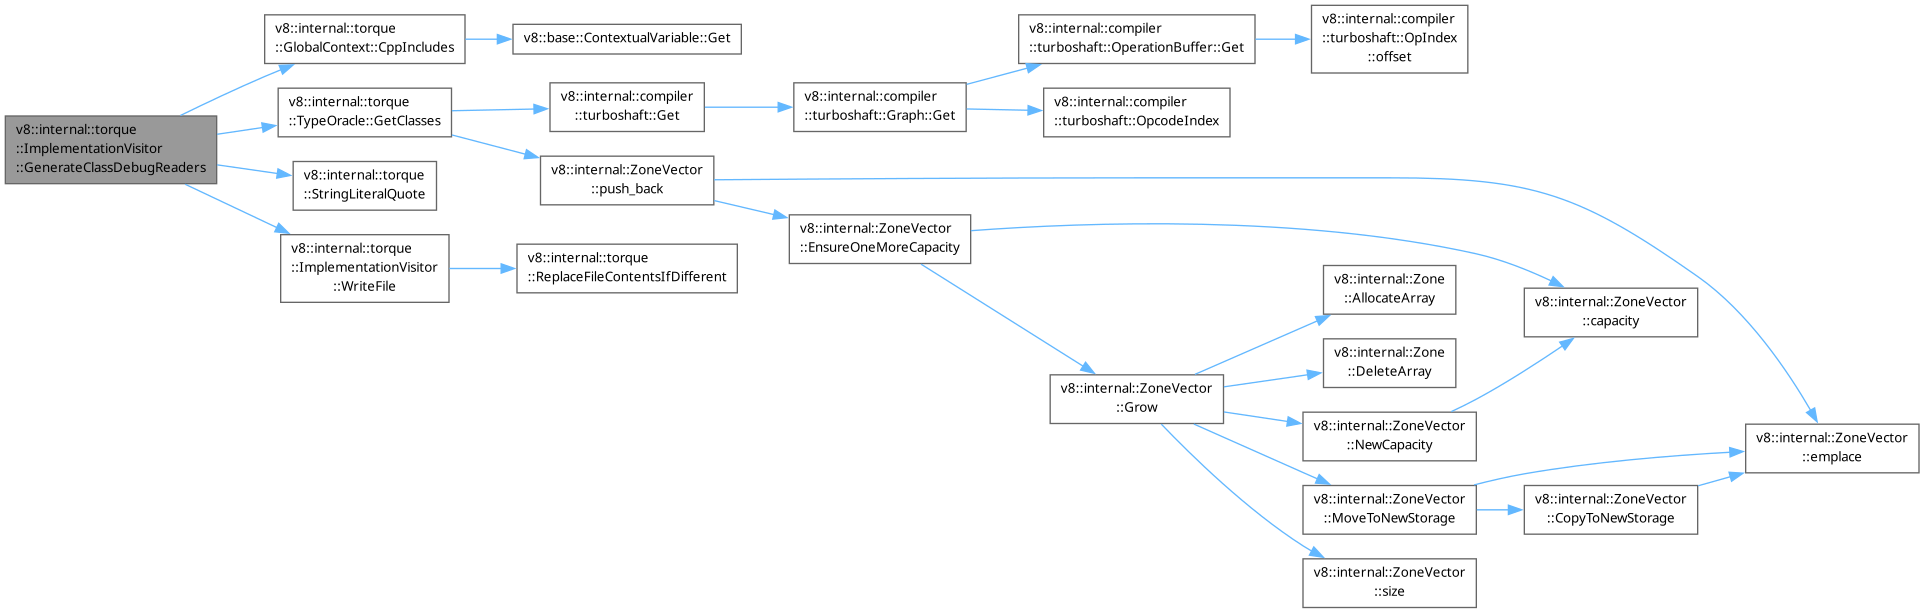 v8::internal::torque
::ImplementationVisitor
::GenerateClassDebugReaders
v8::internal::torque
::GlobalContext::CppIncludes
v8::base::ContextualVariable::Get
v8::internal::torque
::TypeOracle::GetClasses
v8::internal::compiler
::turboshaft::Get
v8::internal::compiler
::turboshaft::Graph::Get
v8::internal::compiler
::turboshaft::OperationBuffer::Get
v8::internal::compiler
::turboshaft::OpIndex
::offset
v8::internal::compiler
::turboshaft::OpcodeIndex
v8::internal::ZoneVector
::push_back
v8::internal::ZoneVector
::EnsureOneMoreCapacity
v8::internal::ZoneVector
::capacity
v8::internal::ZoneVector
::Grow
v8::internal::Zone
::AllocateArray
v8::internal::Zone
::DeleteArray
v8::internal::ZoneVector
::NewCapacity
v8::internal::ZoneVector
::MoveToNewStorage
v8::internal::ZoneVector
::CopyToNewStorage
v8::internal::ZoneVector
::emplace
v8::internal::ZoneVector
::size
v8::internal::torque
::StringLiteralQuote
v8::internal::torque
::ImplementationVisitor
::WriteFile
v8::internal::torque
::ReplaceFileContentsIfDifferent